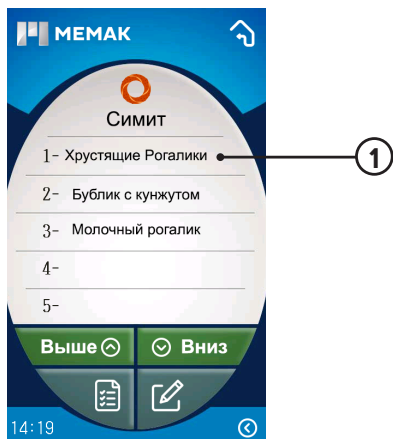 MEMAK
Симит
1- Хрустящие Рогалики
1
2- Бублик с кунжутом
3- Молочный рогалик
4-
5-
Выше Вниз
14:19